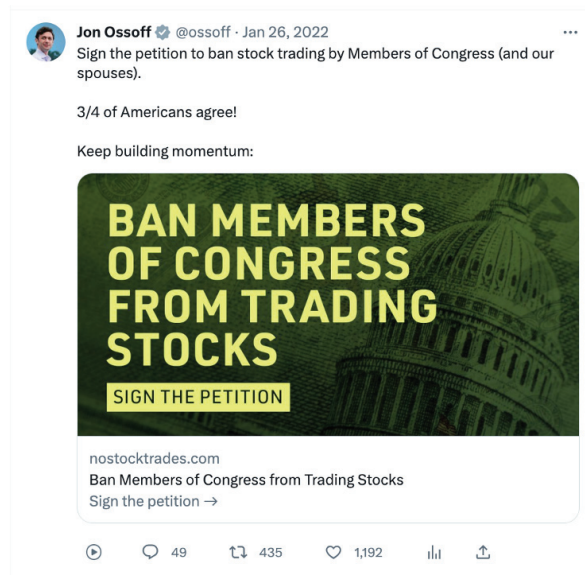 Jon Ossoff @ossoff · Jan 26, 2022
Sign the petition to ban stock trading by Members of Congress (and our
spouses).
3/4 of Americans agree!
Keep building momentum:
BAN MEMBERS
OF CONGRESS
FROM TRADING
STOCKS
SIGN THE PETITION
nostocktrades.com
Ban Members of Congress from Trading Stocks
Sign the petition →
49 435 1,192